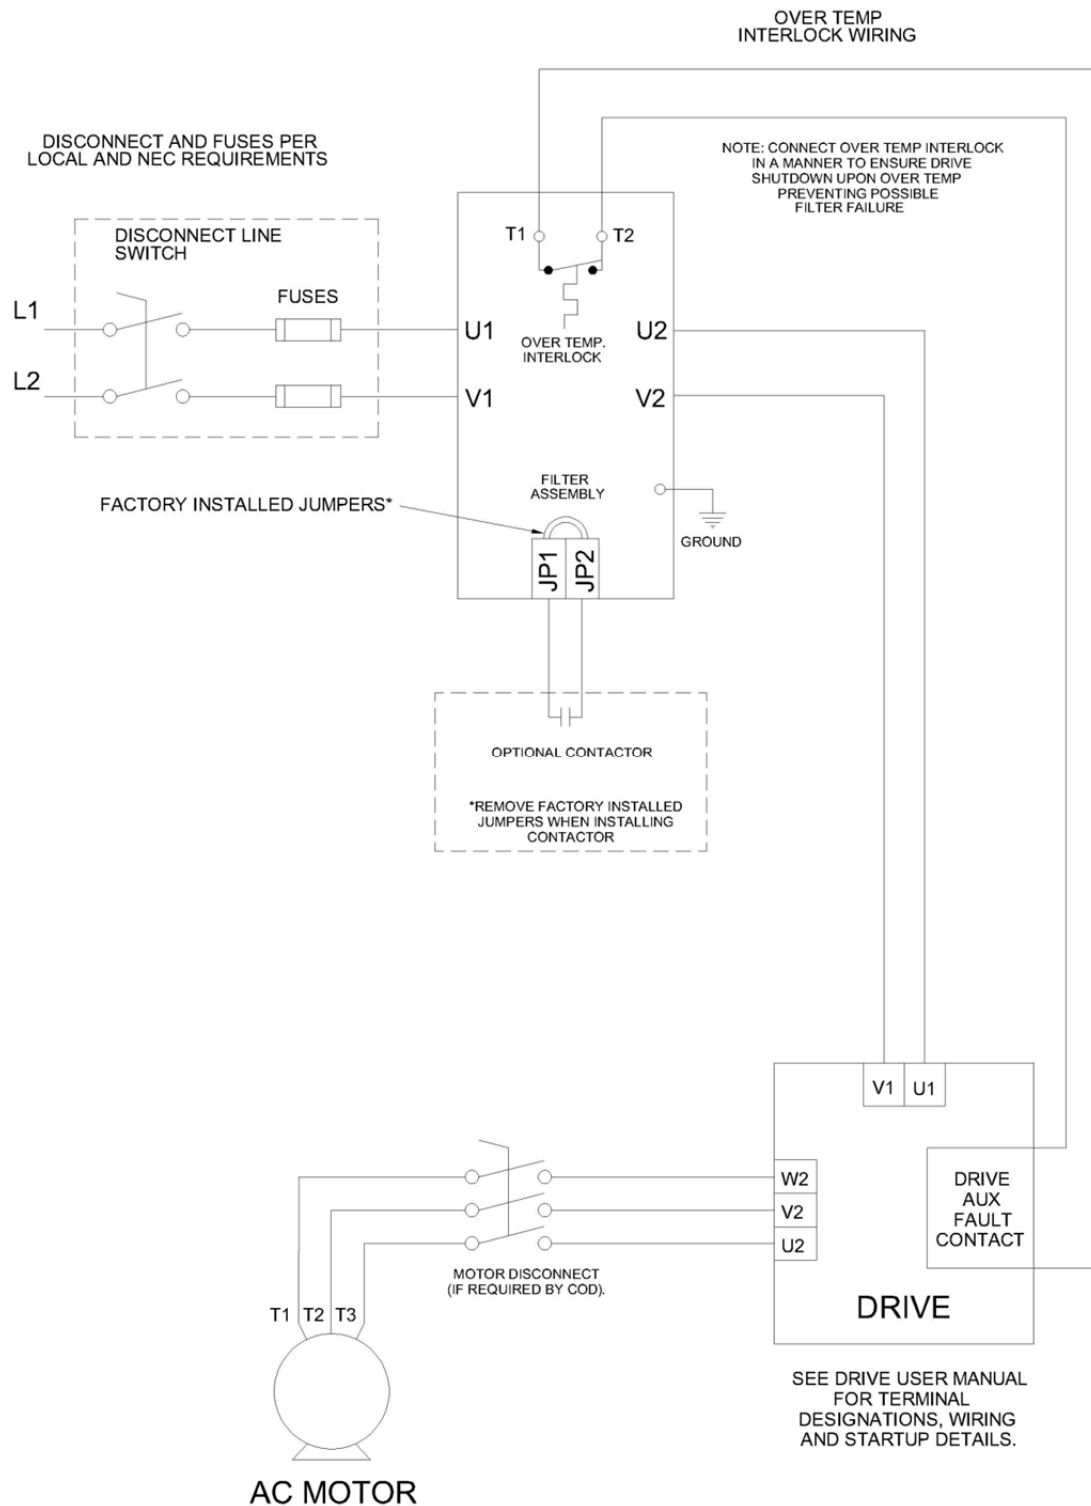 OVER TEMP
INTERLOCK WIRING
DISCONNECT AND FUSES PER
LOCAL AND NEC REQUIREMENTS
NOTE: CONNECT OVER TEMP INTERLOCK
IN A MANNER TO ENSURE DRIVE
SHUTDOWN UPON OVER TEMP
PREVENTING POSSIBLE
FILTER FAILURE
DISCONNECT LINE
SWITCH
T1
T2
FUSES
L1
U1
OVER TEMP.
INTERLOCK
U2
L2
V1
V2
FILTER
ASSEMBLY
FACTORY INSTALLED JUMPERS*
GROUND
JP1
JP2
OPTIONAL CONTACTOR
*REMOVE FACTORY INSTALLED
JUMPERS WHEN INSTALLING
CONTACTOR
V1
U1
W2
V2
U2
DRIVE
AUX
FAULT
CONTACT
MOTOR DISCONNECT
(IF REQUIRED BY COD).
DRIVE
T1
T2
T3
SEE DRIVE USER MANUAL
FOR TERMINAL
DESIGNATIONS, WIRING
AND STARTUP DETAILS.
AC MOTOR